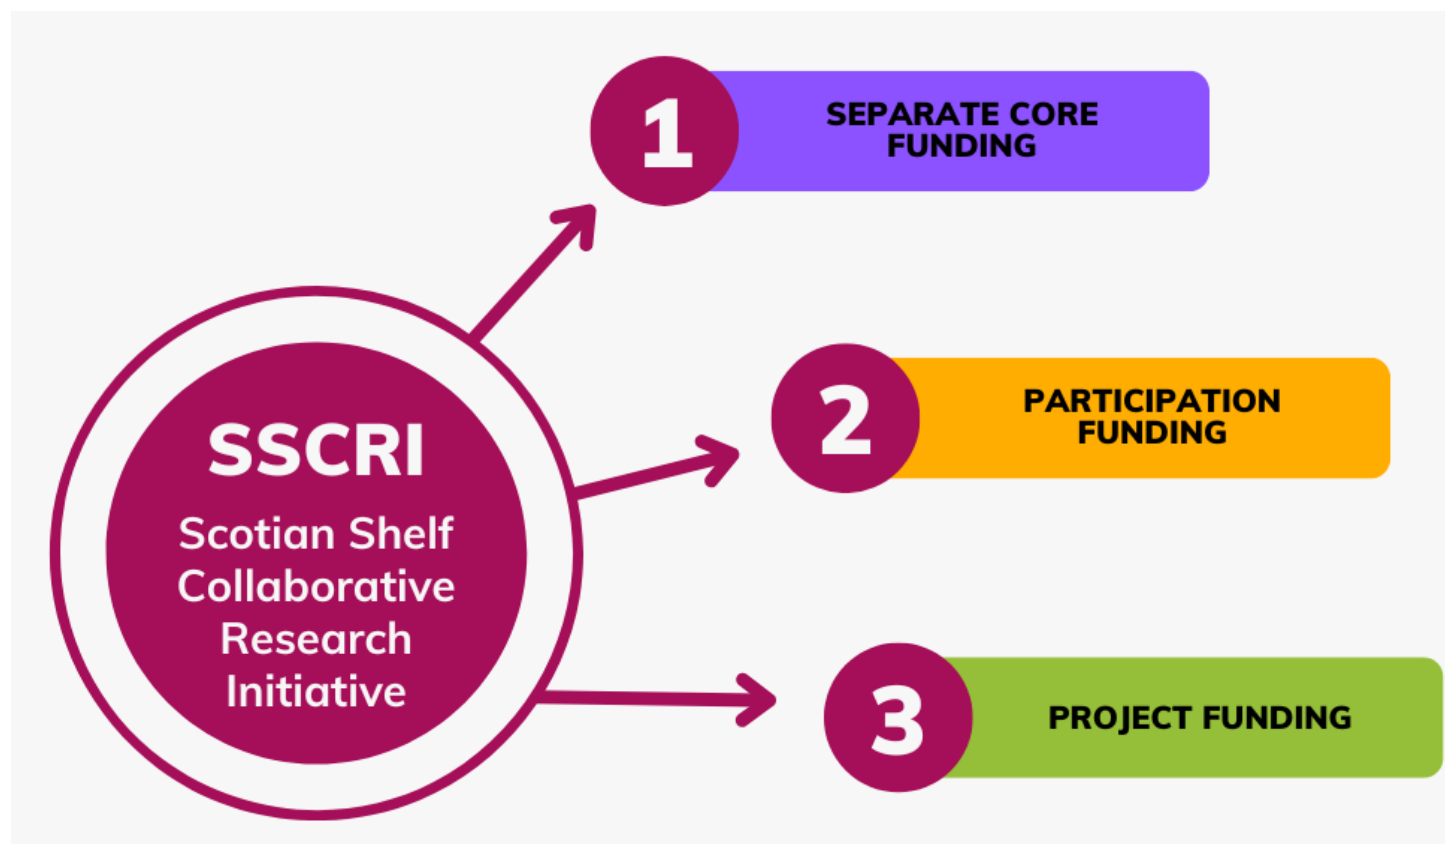 1
SEPARATE CORE
FUNDING
2
PARTICIPATION
FUNDING
SSCRI
Scotian Shelf
Collaborative
Research
Initiative
3
PROJECT FUNDING